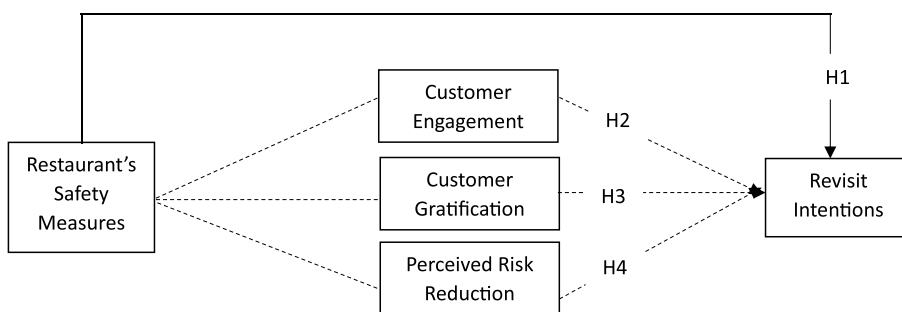 H1
Customer
Engagement
H2
Restaurant’s
Safety
Measures
Customer
Gratification
H3
Revisit
Intentions
Perceived Risk
Reduction
H4